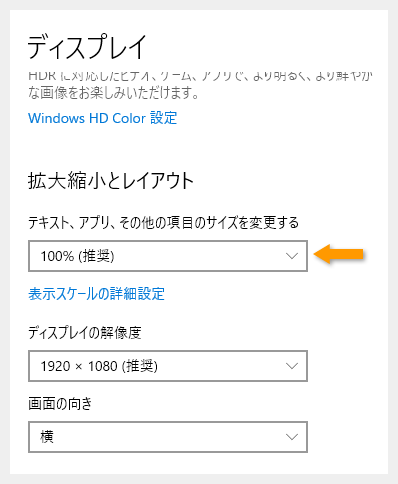 ディスプレイ
HDR に対応したビデオ、ゲーム、アプリで、より明るく、より鮮やか
な画像をお楽しみいただけます。
Windows HD Color 設定
拡大縮小とレイアウト
テキスト、アプリ、その他の項目のサイズを変更する
100% (推奨)
表示スケールの詳細設定
ディスプレイの解像度
1920 × 1080 (推奨)
画面の向き
横